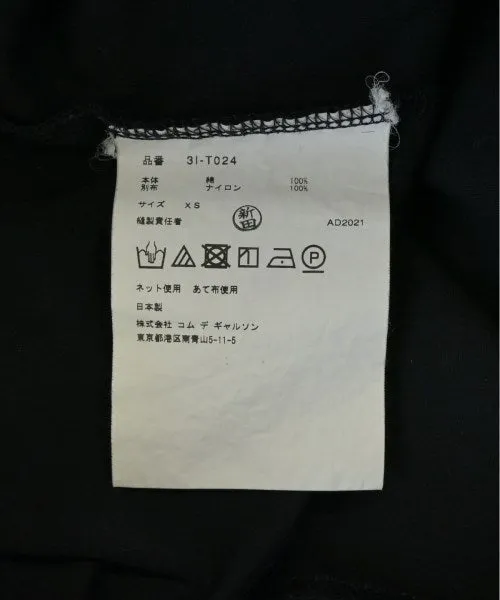 品番 3I-T024
本体 綿 100%
別布 ナイロン 100%
サイズ XS
縫製責任者 新田 AD2021
P
ネット使用 あて布使用
日本製
株式会社 コム デ ギャルソン
東京都港区南青山5-11-5